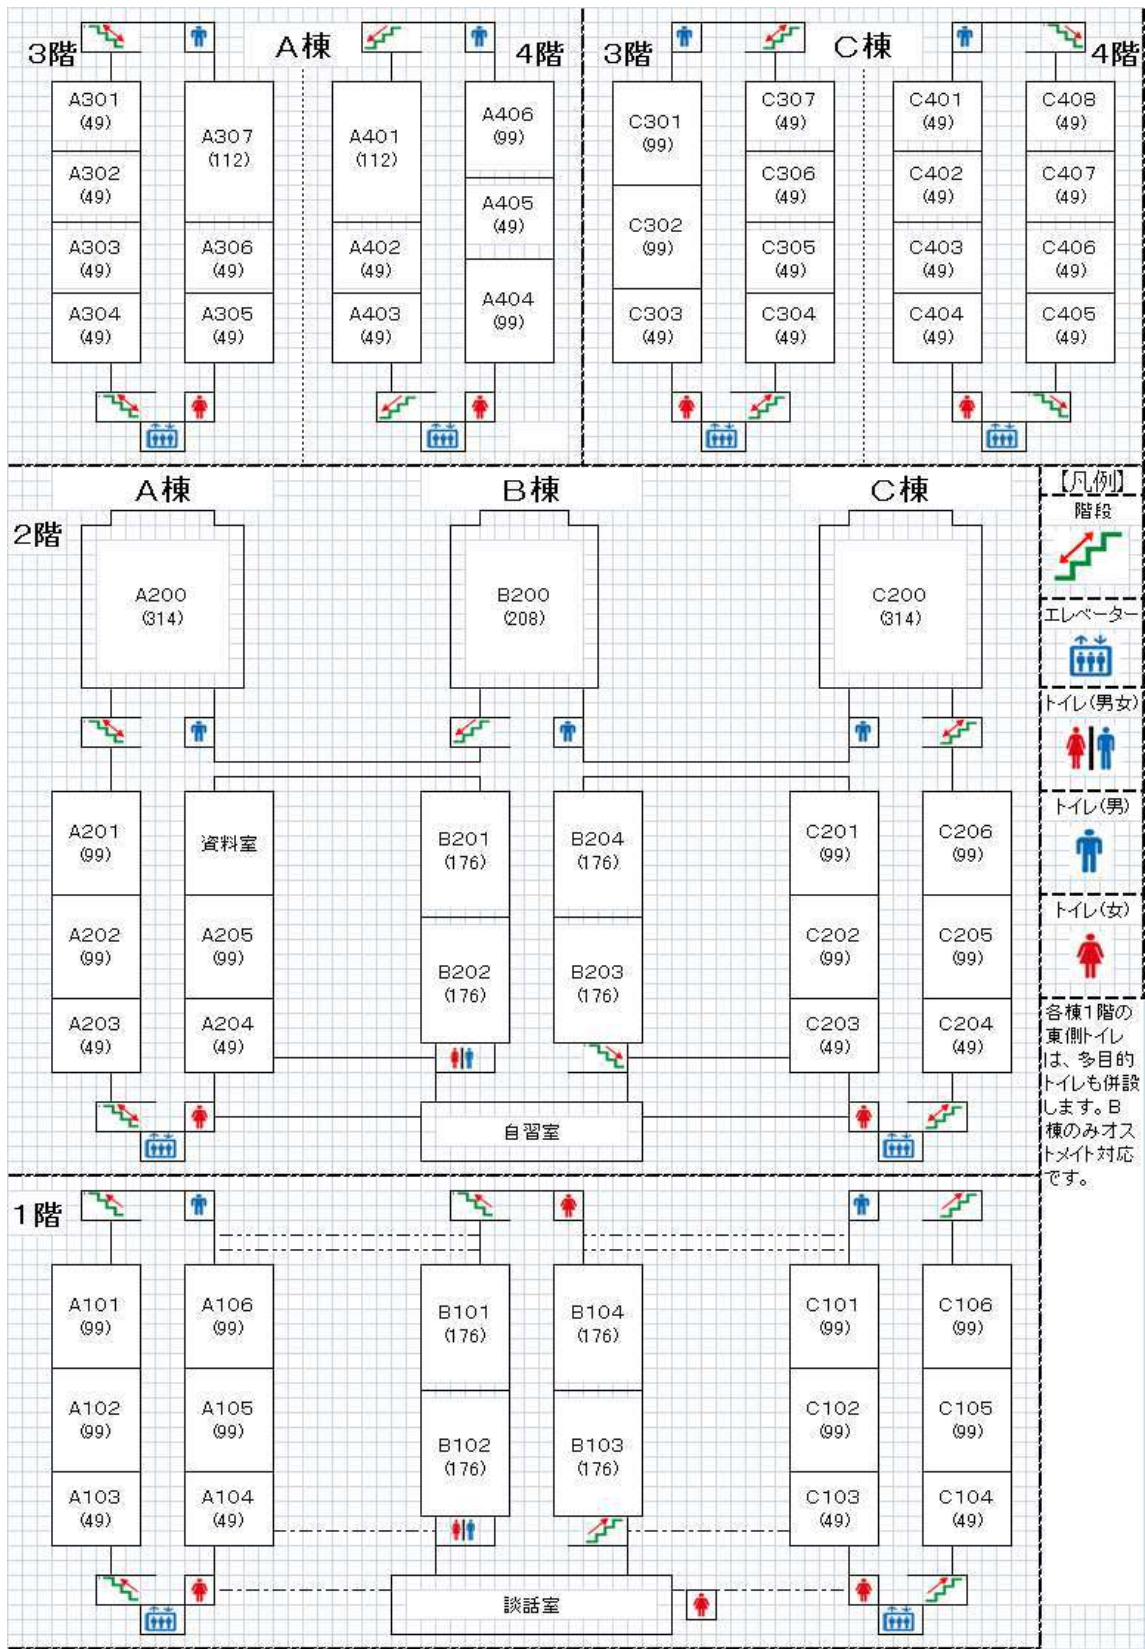 3階
A棟
4階
A301
(49)
A302
(49)
A303
(49)
A304
(49)
A307
(112)
A306
(49)
A305
(49)
A401
(112)
A402
(49)
A403
(49)
A406
(99)
A405
(49)
A404
(99)
3階
C棟
4階
C301
(99)
C302
(99)
C303
(49)
C307
(49)
C306
(49)
C305
(49)
C304
(49)
C401
(49)
C402
(49)
C403
(49)
C404
(49)
C408
(49)
C407
(49)
C406
(49)
C405
(49)
2階
A棟
B棟
C棟
A200
(314)
B200
(208)
C200
(314)
A201
(99)
A202
(99)
A203
(49)
資料室
A205
(99)
A204
(49)
B201
(176)
B202
(176)
B204
(176)
B203
(176)
自習室
C201
(99)
C202
(99)
C203
(49)
C206
(99)
C205
(99)
C204
(49)
【凡例】
階段
エレベーター
トイレ(男女)
トイレ(男)
トイレ(女)
各棟1階の
東側トイレ
は、多目的
トイレも併設
します。B
棟のみオス
トメイト対応
です。
1階
A101
(99)
A102
(99)
A103
(49)
A106
(99)
A105
(99)
A104
(49)
B101
(176)
B102
(176)
B104
(176)
B103
(176)
談話室
C101
(99)
C102
(99)
C103
(49)
C106
(99)
C105
(99)
C104
(49)